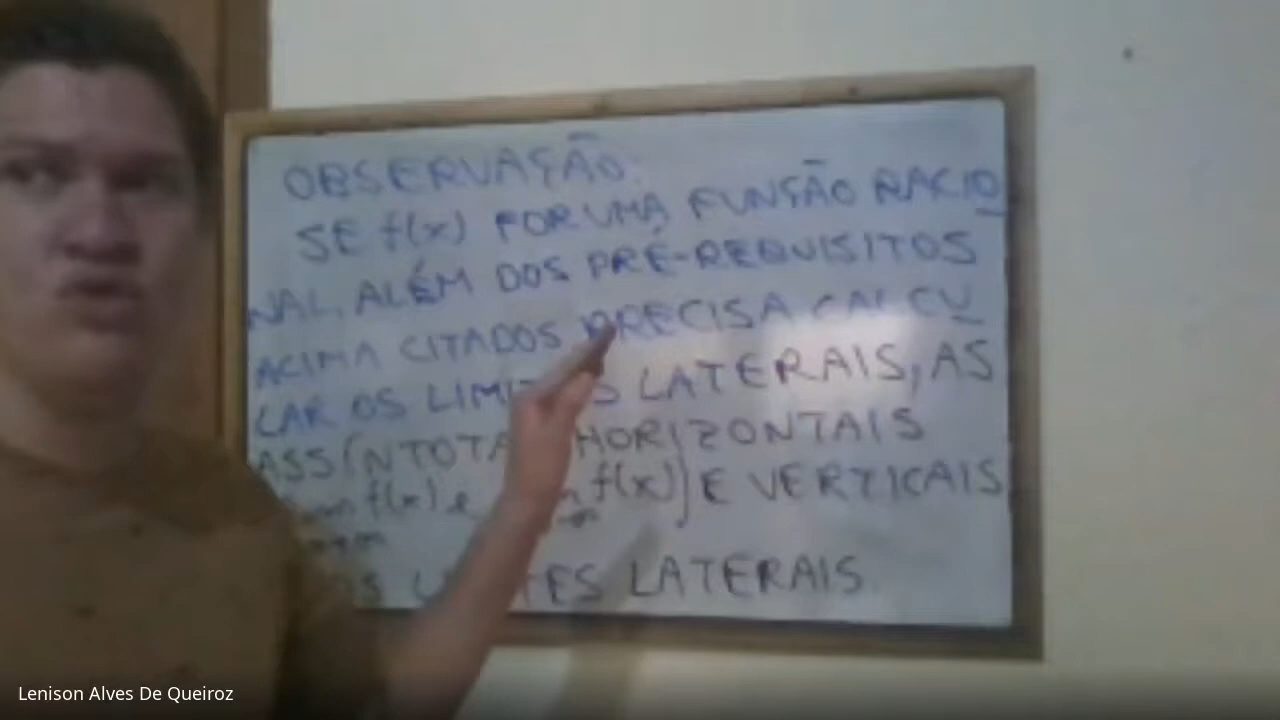 OBSERVAÇÃO:
SE f(x) FOR UMA FUNÇÃO RACIO
NAL, ALÉM DOS PRÉ-REQUISITOS
ACIMA CITADOS PRECISA CALCU
LAR OS LATERAIS, AS
HORIZONTAIS
f(x) e f(x)) E VERTICAIS
LATERAIS.
Lenison Alves De Queiroz